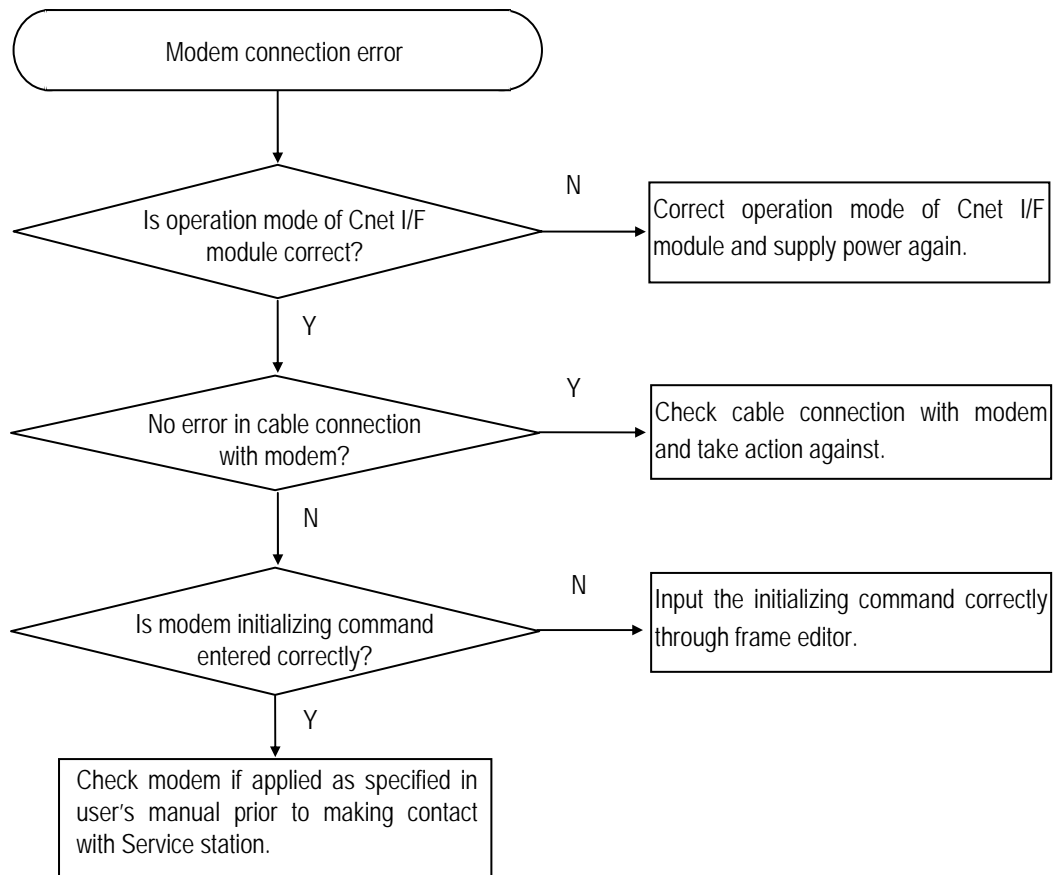 Modem connection error
N
Is operation mode of Cnet I/F
module correct?
Correct operation mode of Cnet I/F
module and supply power again.
Y
Y
No error in cable connection
with modem?
Check cable connection with modem
and take action against.
N
N
Is modem initializing command
entered correctly?
Input the initializing command correctly
through frame editor.
Y
Check modem if applied as specified in
user's manual prior to making contact
with Service station.